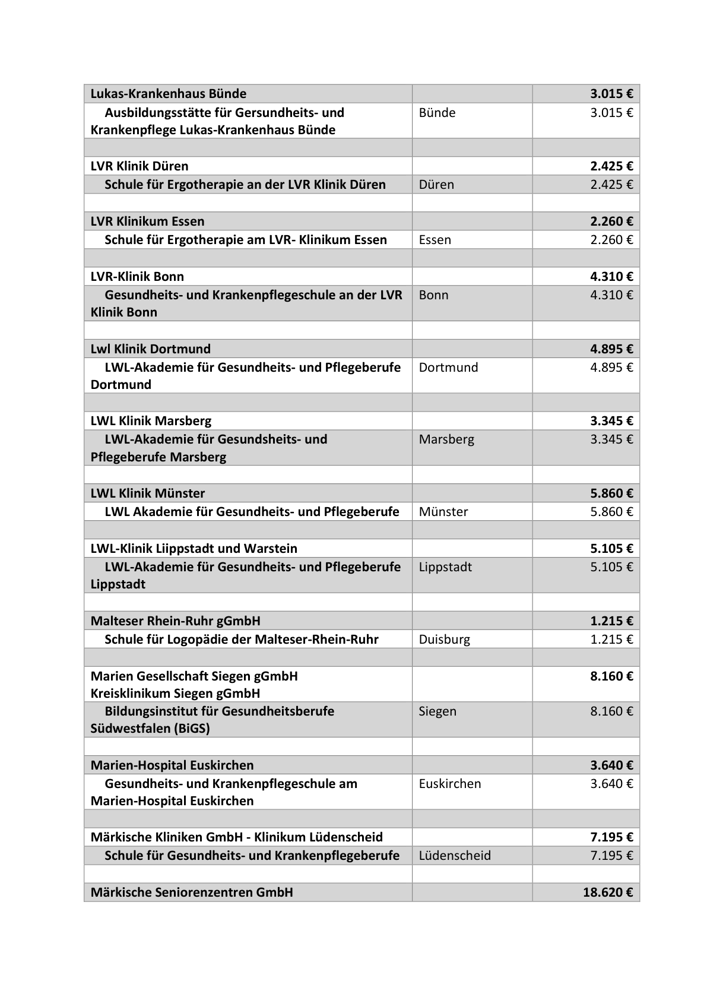 Lukas-Krankenhaus Bünde 3.015 €
Ausbildungsstätte für Gersundheits- und Bünde 3.015 €
Krankenpflege Lukas-Krankenhaus Bünde
LVR Klinik Düren 2.425 €
Schule für Ergotherapie an der LVR Klinik Düren Düren 2.425 €
LVR Klinikum Essen 2.260 €
Schule für Ergotherapie am LVR- Klinikum Essen Essen 2.260 €
LVR-Klinik Bonn 4.310 €
Gesundheits- und Krankenpflegeschule an der LVR Bonn 4.310 €
Klinik Bonn
Lwl Klinik Dortmund 4.895 €
LWL-Akademie für Gesundheits- und Pflegeberufe Dortmund 4.895 €
Dortmund
LWL Klinik Marsberg 3.345 €
LWL-Akademie für Gesundsheits- und Marsberg 3.345 €
Pflegeberufe Marsberg
LWL Klinik Münster 5.860 €
LWL Akademie für Gesundheits- und Pflegeberufe Münster 5.860 €
LWL-Klinik Liippstadt und Warstein 5.105 €
LWL-Akademie für Gesundheits- und Pflegeberufe Lippstadt 5.105 €
Lippstadt
Malteser Rhein-Ruhr gGmbH 1.215 €
Schule für Logopädie der Malteser-Rhein-Ruhr Duisburg 1.215 €
Marien Gesellschaft Siegen gGmbH 8.160 €
Kreisklinikum Siegen gGmbH
Bildungsinstitut für Gesundheitsberufe Siegen 8.160 €
Südwestfalen (BiGS)
Marien-Hospital Euskirchen 3.640 €
Gesundheits- und Krankenpflegeschule am Euskirchen 3.640 €
Marien-Hospital Euskirchen
Märkische Kliniken GmbH - Klinikum Lüdenscheid 7.195 €
Schule für Gesundheits- und Krankenpflegeberufe Lüdenscheid 7.195 €
Märkische Seniorenzentren GmbH 18.620 €